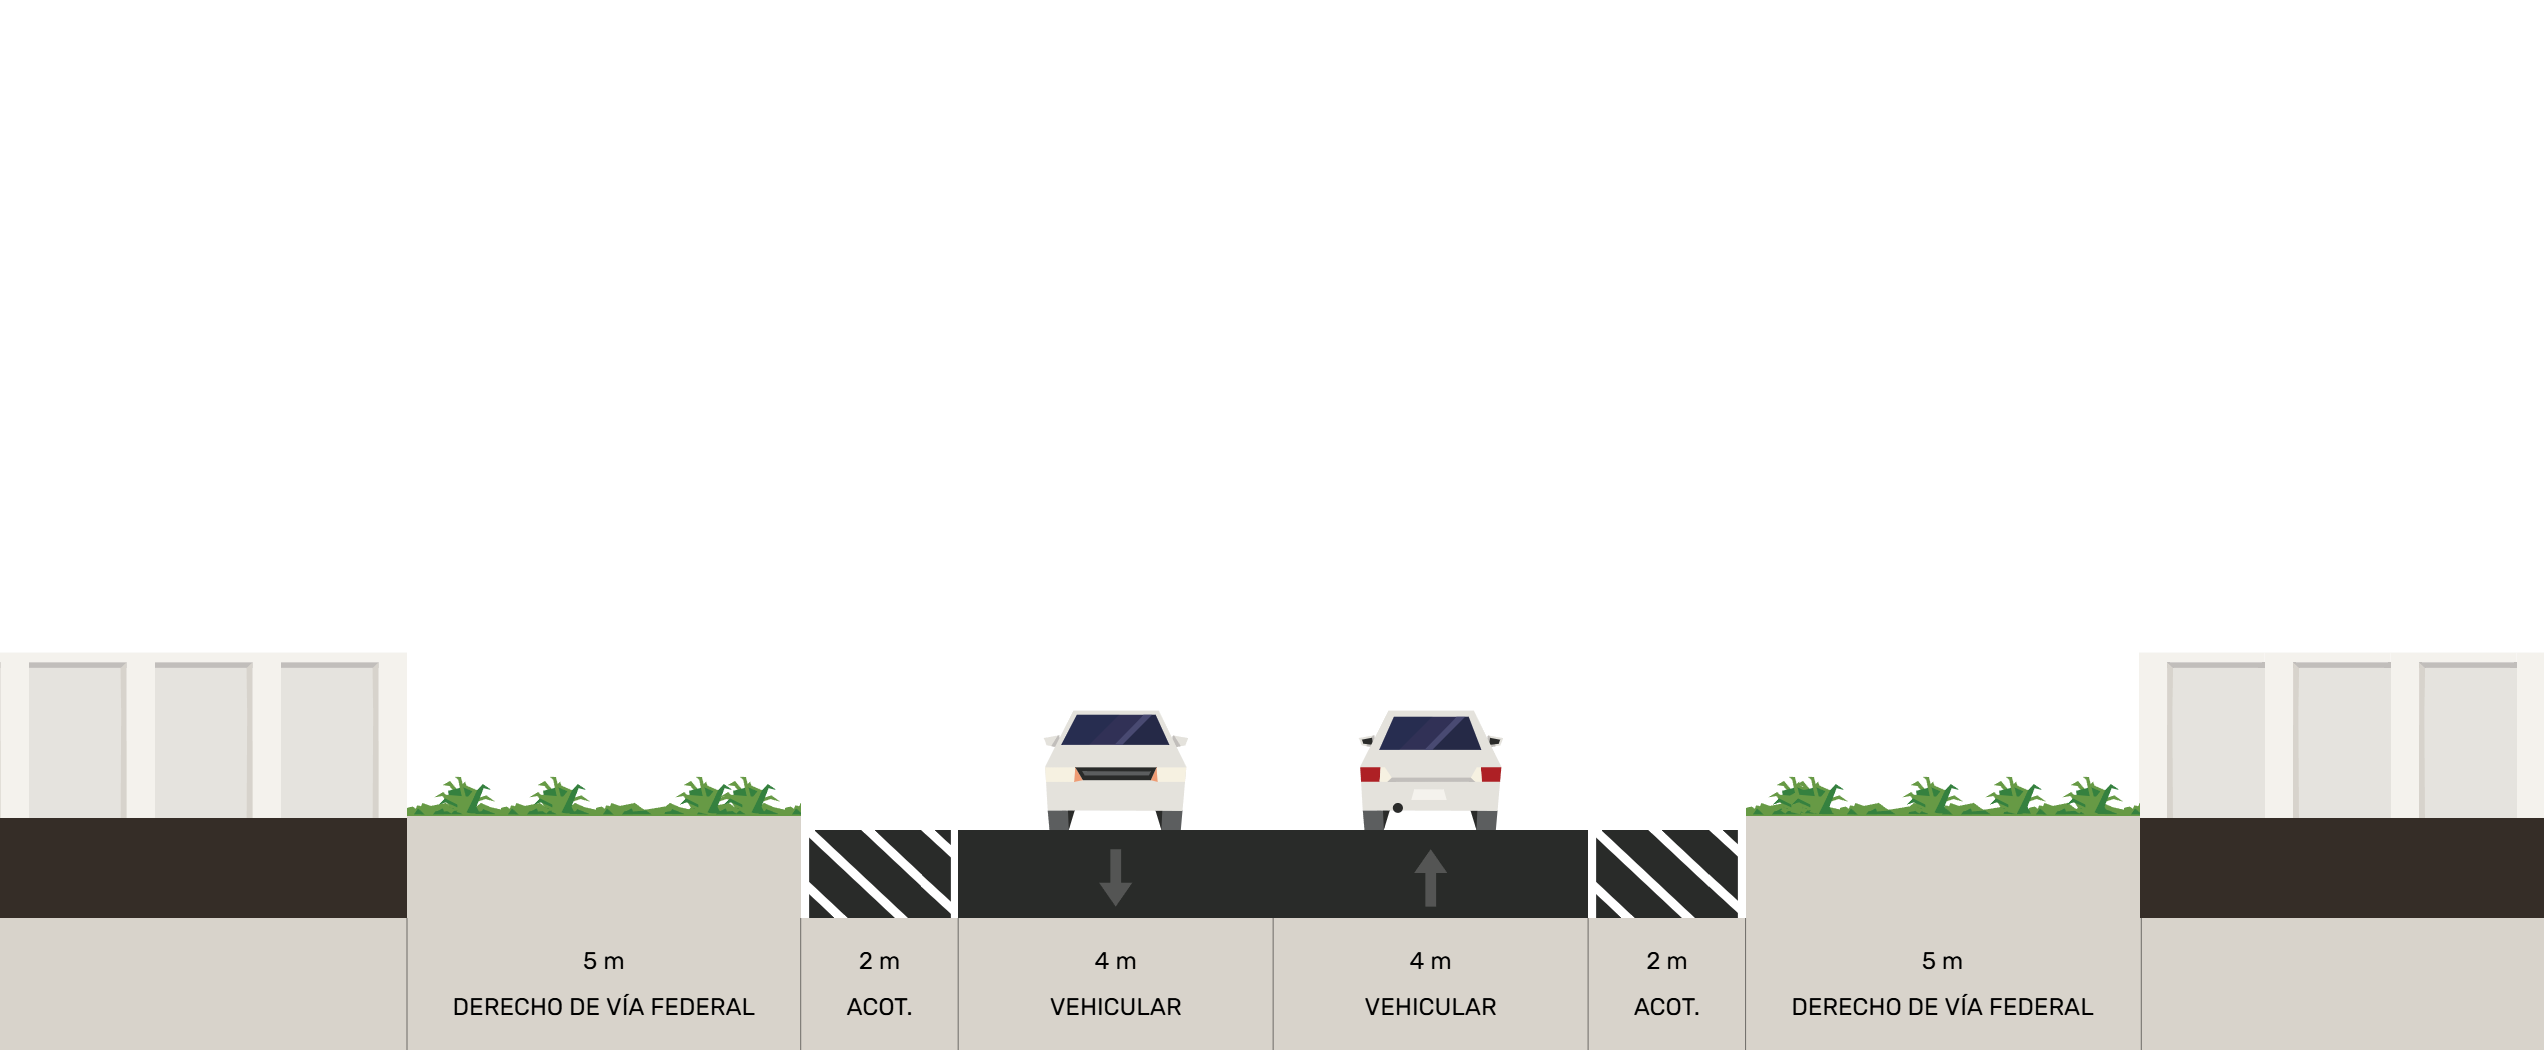 5 m
DERECHO DE VÍA FEDERAL
2 m
ACOT.
4 m
VEHICULAR
4 m
VEHICULAR
2 m
ACOT.
5 m
DERECHO DE VÍA FEDERAL